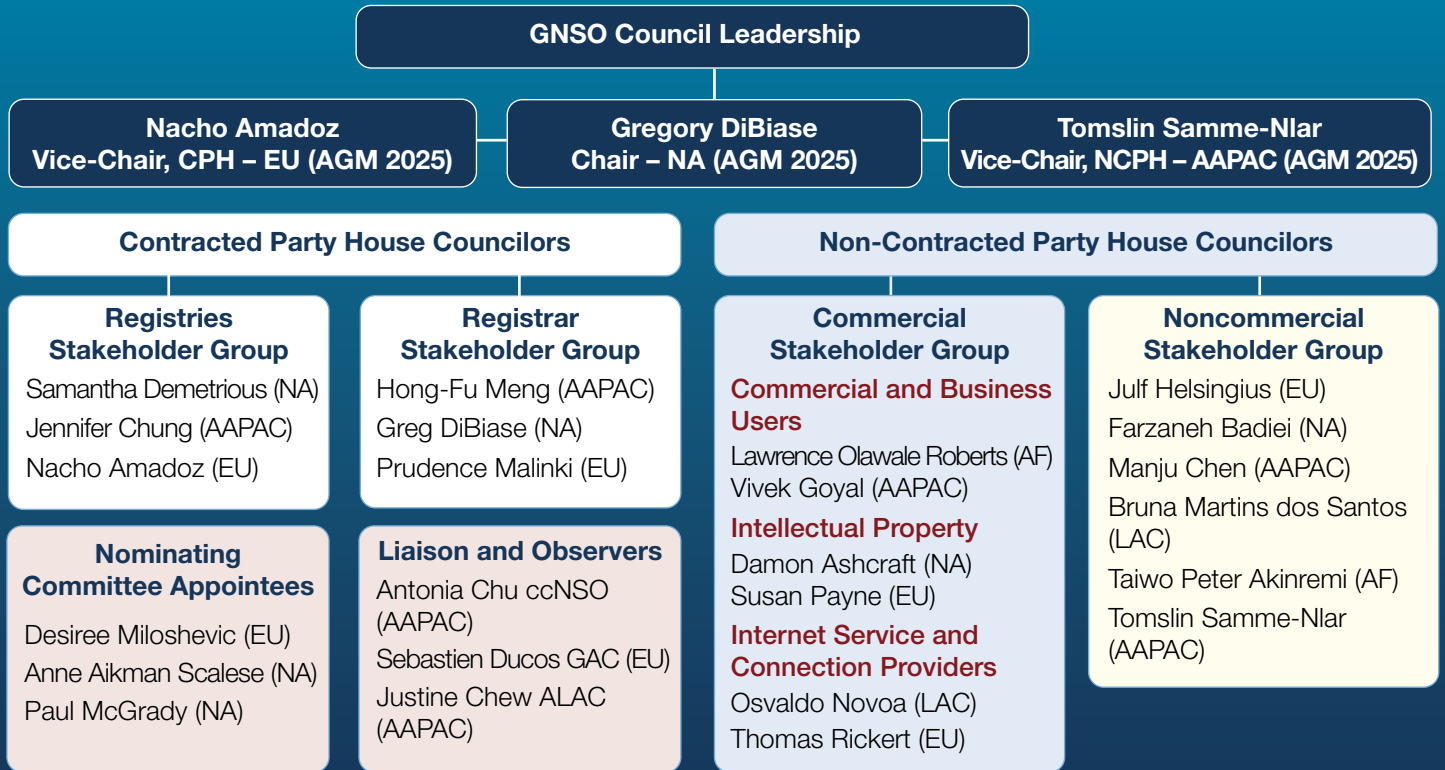 GNSO Council Leadership
Nacho Amadoz
Vice-Chair, CPH – EU (AGM 2025)
Gregory DiBiase
Chair – NA (AGM 2025)
Tomslin Samme-Nlar
Vice-Chair, NCPH – AAPAC (AGM 2025)
Contracted Party House Councilors
Registries
Stakeholder Group
Samantha Demetrious (NA)
Jennifer Chung (AAPAC)
Nacho Amadoz (EU)
Registrar
Stakeholder Group
Hong-Fu Meng (AAPAC)
Greg DiBiase (NA)
Prudence Malinki (EU)
Nominating
Committee Appointees
Desiree Miloshevic (EU)
Anne Aikman Scalese (NA)
Paul McGrady (NA)
Liaison and Observers
Antonia Chu ccNSO
(AAPAC)
Sebastien Ducos GAC (EU)
Justine Chew ALAC
(AAPAC)
Non-Contracted Party House Councilors
Commercial
Stakeholder Group
Commercial and Business
Users
Lawrence Olawale Roberts (AF)
Vivek Goyal (AAPAC)
Intellectual Property
Damon Ashcraft (NA)
Susan Payne (EU)
Internet Service and
Connection Providers
Osvaldo Novoa (LAC)
Thomas Rickert (EU)
Noncommercial
Stakeholder Group
Julf Helsingius (EU)
Farzaneh Badiei (NA)
Manju Chen (AAPAC)
Bruna Martins dos Santos
(LAC)
Taiwo Peter Akinremi (AF)
Tomslin Samme-Nlar
(AAPAC)